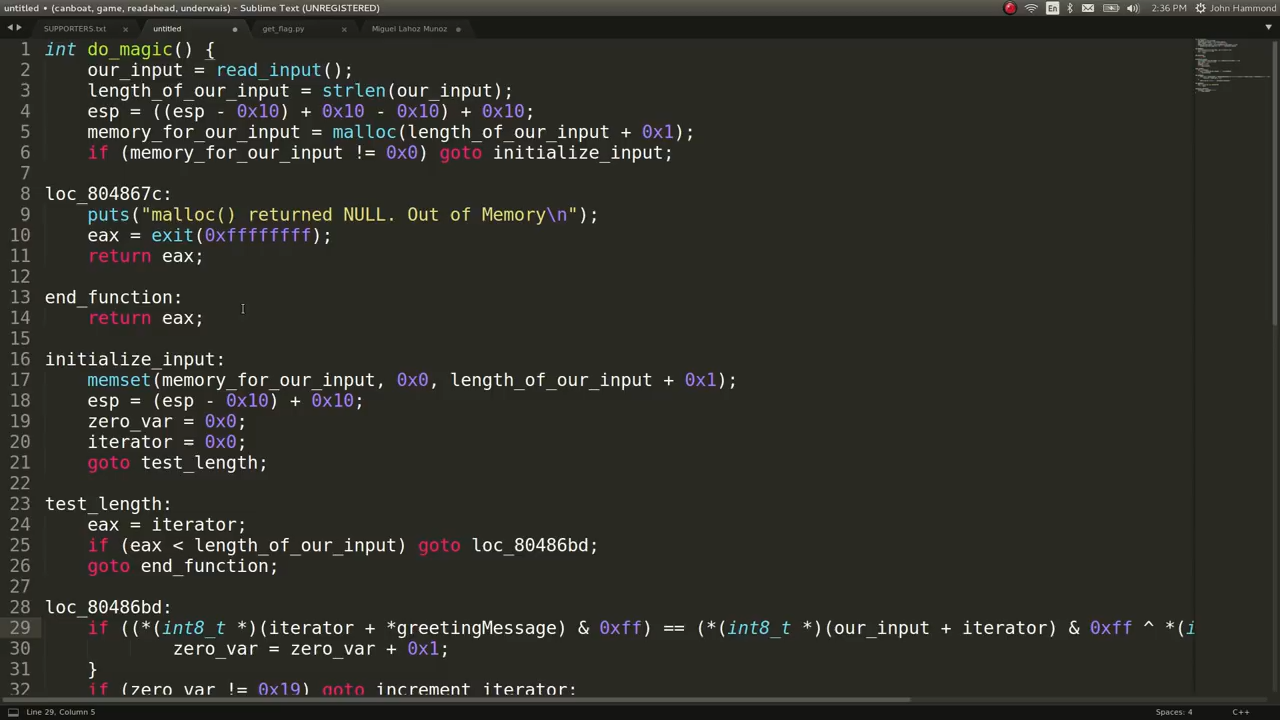 untitled • (canboat, game, readahead, underwais) - Sublime Text (UNREGISTERED)
En
2:36 PM
John Hammond
SUPPORTERS.txt
untitled
get_flag.py
Miguel Lahoz Munoz
1 int do_magic() {
2 our_input = read_input();
3 length_of_our_input = strlen(our_input);
4 esp = ((esp - 0x10) + 0x10 - 0x10) + 0x10;
5 memory_for_our_input = malloc(length_of_our_input + 0x1);
6 if (memory_for_our_input != 0x0) goto initialize_input;
7
8 loc_804867c:
9 puts("malloc() returned NULL. Out of Memory\n");
10 eax = exit(0xffffffff);
11 return eax;
12
13 end_function:
14 return eax;
15
16 initialize_input:
17 memset(memory_for_our_input, 0x0, length_of_our_input + 0x1);
18 esp = (esp - 0x10) + 0x10;
19 zero_var = 0x0;
20 iterator = 0x0;
21 goto test_length;
22
23 test_length:
24 eax = iterator;
25 if (eax < length_of_our_input) goto loc_80486bd;
26 goto end_function;
27
28 loc_80486bd:
29 if ((*(int8_t *)(iterator + *greetingMessage) & 0xff) == (*(int8_t *)(our_input + iterator) & 0xff ^ *(i
30 zero_var = zero_var + 0x1;
31 }
32 if (zero_var != 0x19) goto increment_iterator;
Line 29, Column 5
Spaces: 4
C++